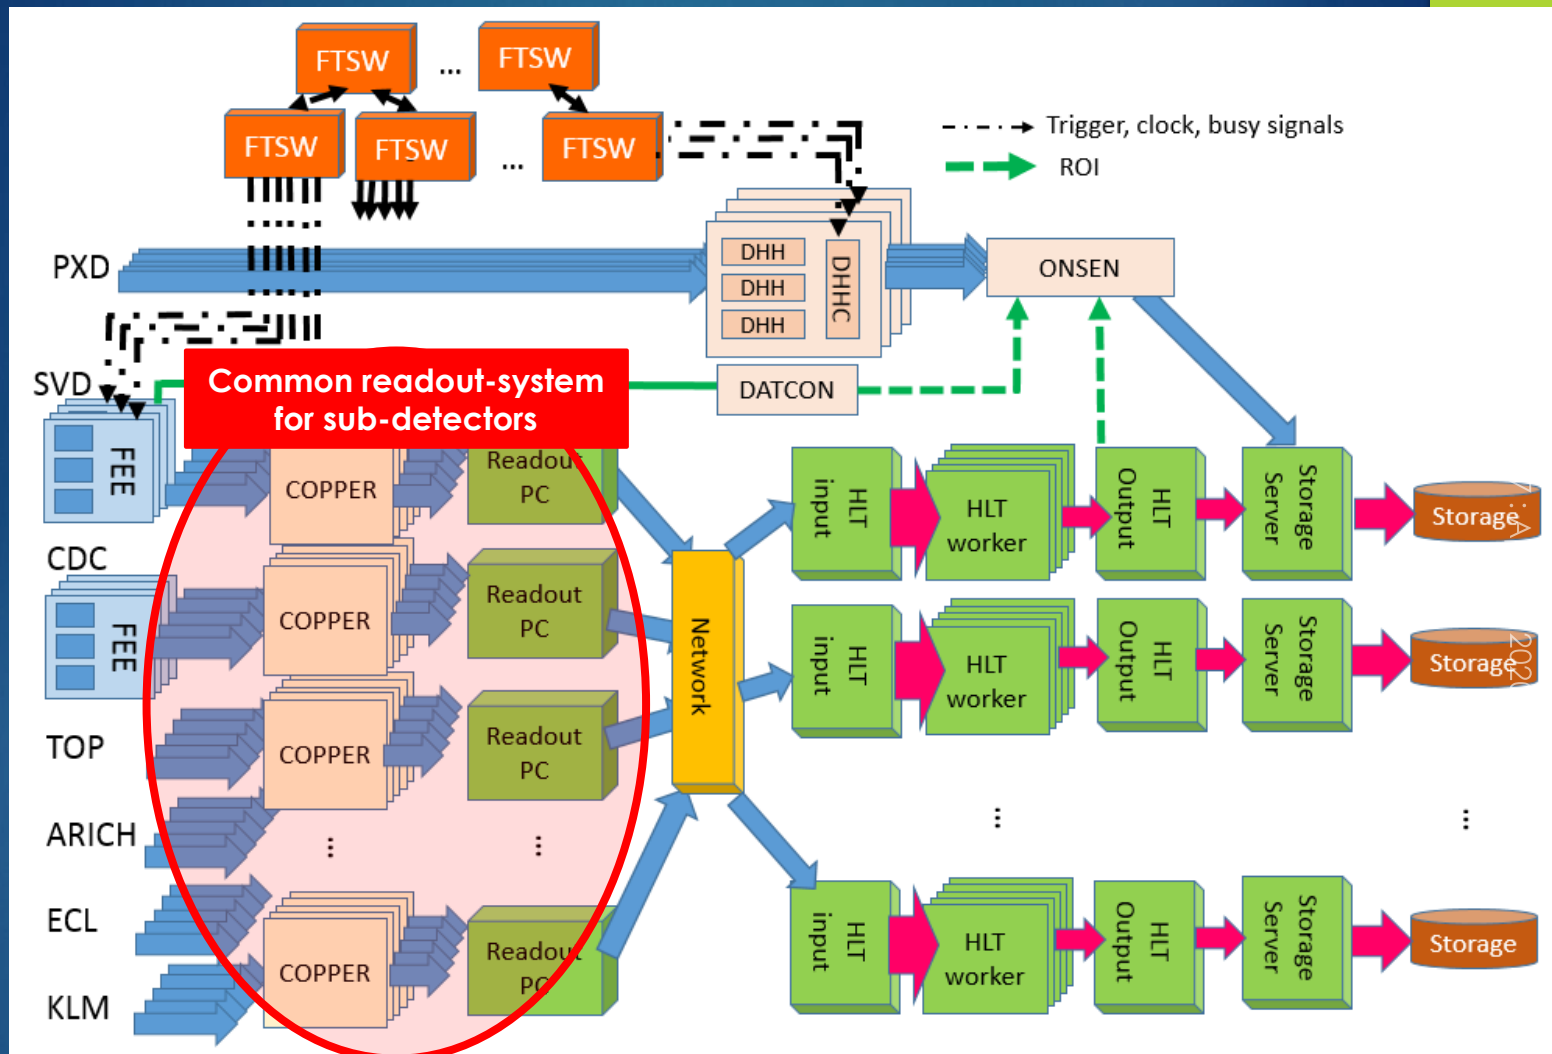 FTSW
...
FTSW
FTSW
FTSW
...
FTSW
Trigger, clock, busy signals
ROI
PXD
DHH
DHH
DHH
DHHC
ONSEN
SVD
Common readout-system
for sub-detectors
DATCON
FEE
COPPER
Readout
PC
HLT
input
HLT
worker
HLT
Output
Storage
Server
Storage
CDC
FEE
COPPER
Readout
PC
Network
HLT
input
HLT
worker
HLT
Output
Storage
Server
Storage
2020
TOP
COPPER
Readout
PC
ARICH
...
...
...
...
ECL
COPPER
Readout
PC
HLT
input
HLT
worker
HLT
Output
Storage
Server
Storage
KLM